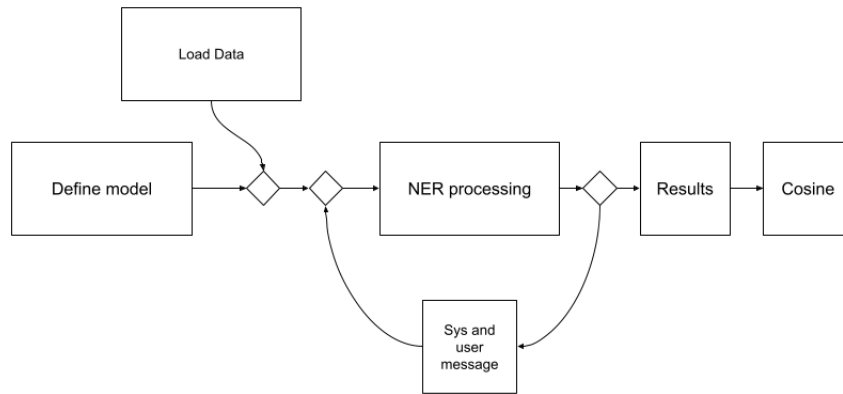 Load Data
Define model
NER processing
Results
Cosine
Sys and
user
message